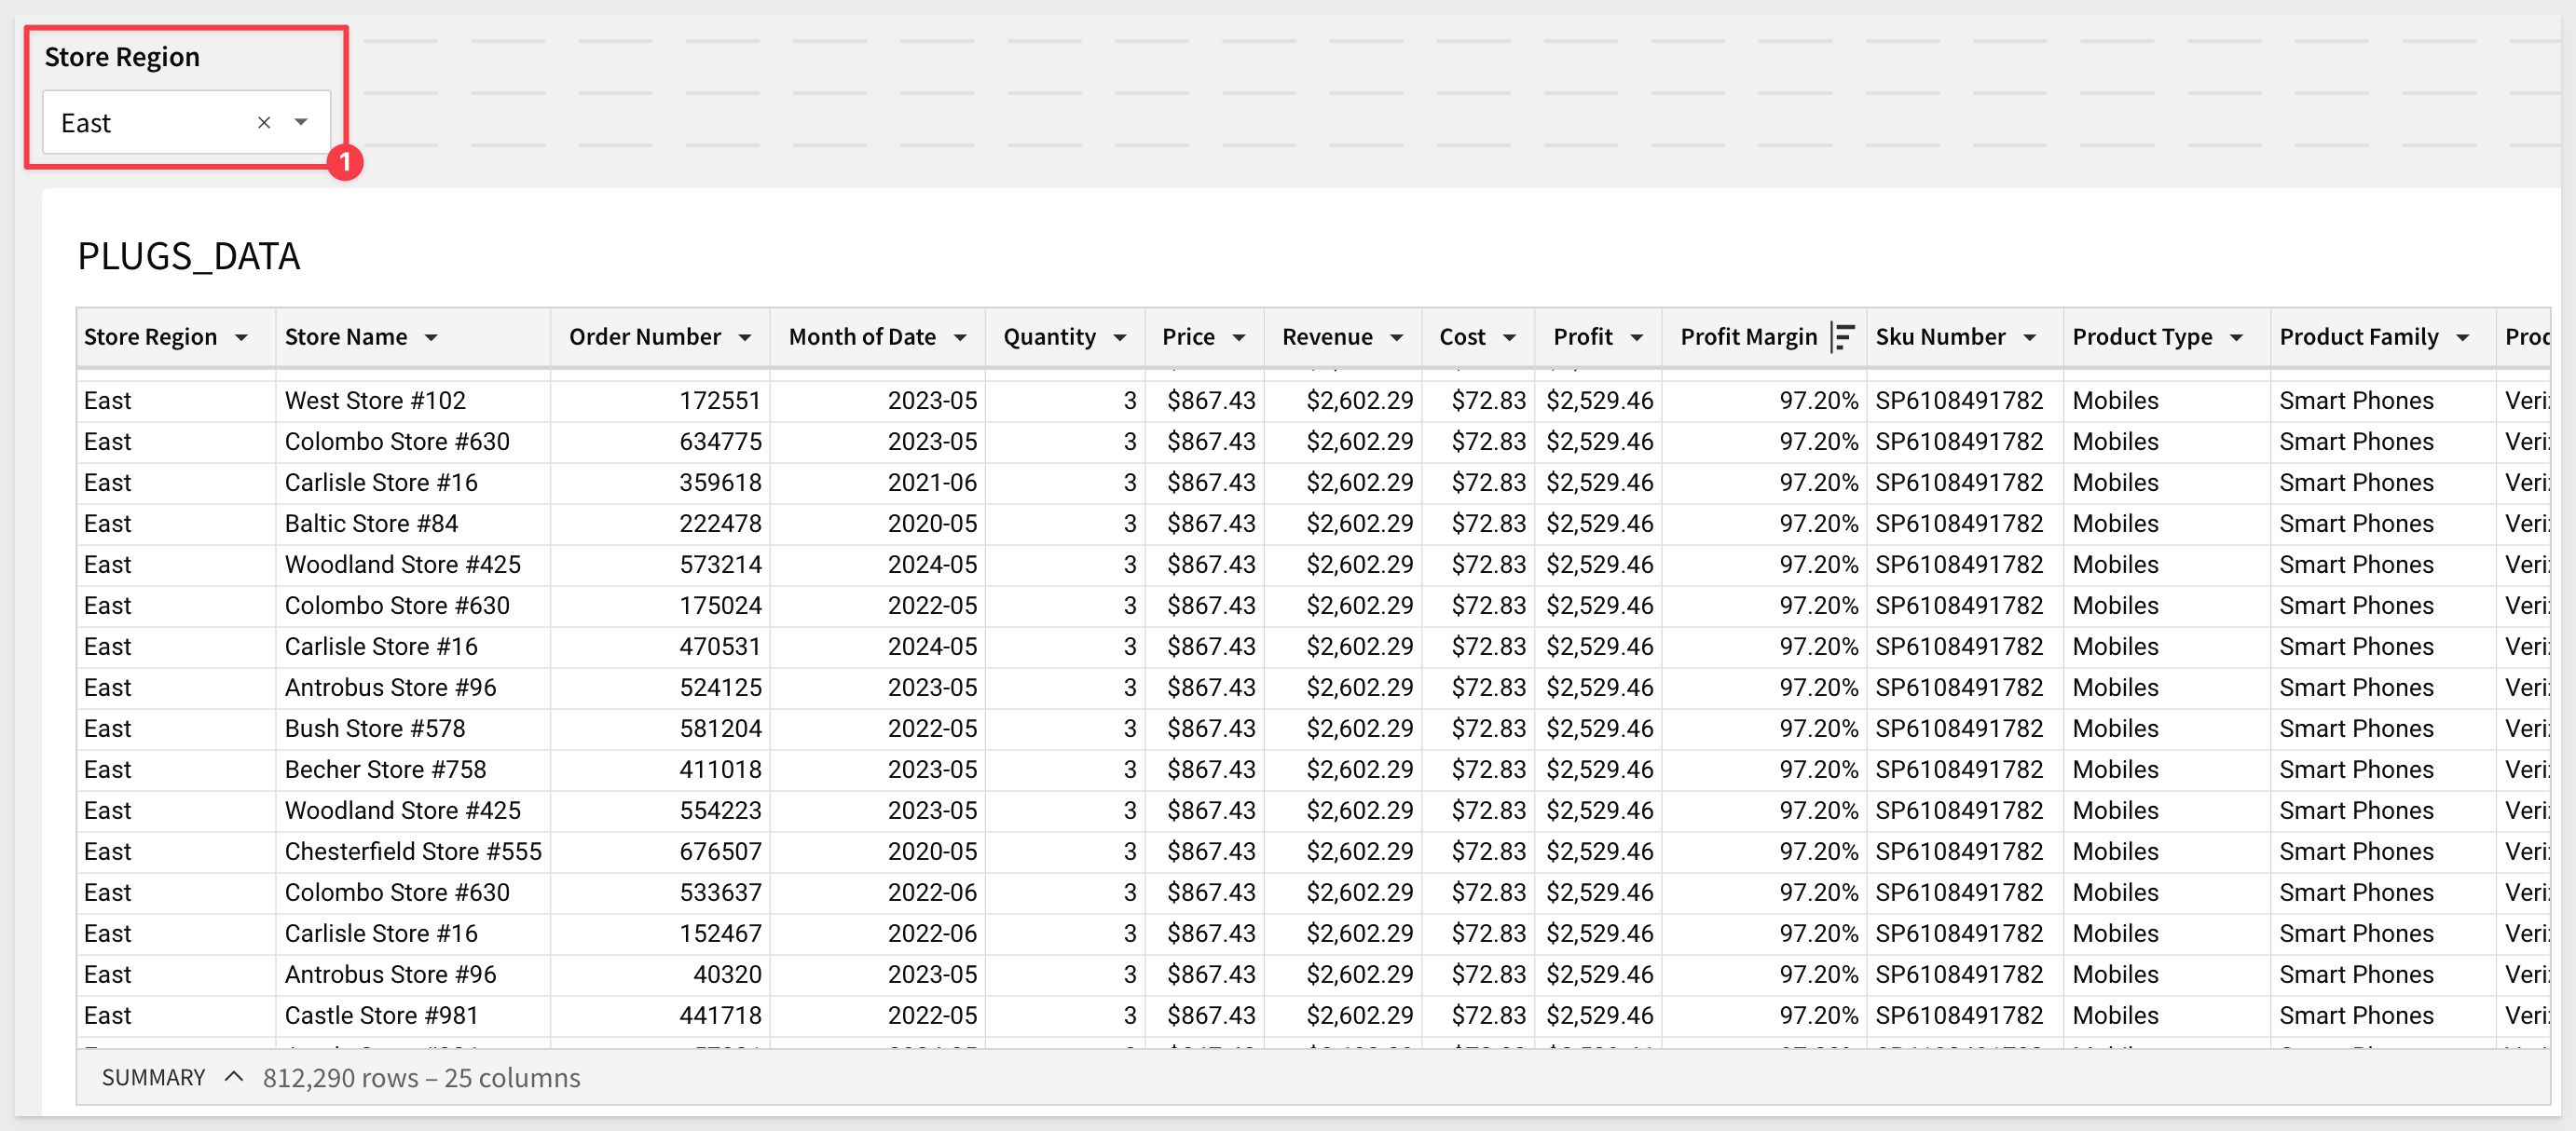 Store Region
East
1
PLUGS_DATA
Store Region Store Name Order Number Month of Date Quantity Price Revenue Cost Profit Profit Margin Sku Number Product Type Product Family Prod
East West Store #102 172551 2023-05 3 $867.43 $2,602.29 $72.83 $2,529.46 97.20% SP6108491782 Mobiles Smart Phones Veri
East Colombo Store #630 634775 2023-05 3 $867.43 $2,602.29 $72.83 $2,529.46 97.20% SP6108491782 Mobiles Smart Phones Veri
East Carlisle Store #16 359618 2021-06 3 $867.43 $2,602.29 $72.83 $2,529.46 97.20% SP6108491782 Mobiles Smart Phones Veri
East Baltic Store #84 222478 2020-05 3 $867.43 $2,602.29 $72.83 $2,529.46 97.20% SP6108491782 Mobiles Smart Phones Veri
East Woodland Store #425 573214 2024-05 3 $867.43 $2,602.29 $72.83 $2,529.46 97.20% SP6108491782 Mobiles Smart Phones Veri
East Colombo Store #630 175024 2022-05 3 $867.43 $2,602.29 $72.83 $2,529.46 97.20% SP6108491782 Mobiles Smart Phones Veri
East Carlisle Store #16 470531 2024-05 3 $867.43 $2,602.29 $72.83 $2,529.46 97.20% SP6108491782 Mobiles Smart Phones Veri
East Antrobus Store #96 524125 2023-05 3 $867.43 $2,602.29 $72.83 $2,529.46 97.20% SP6108491782 Mobiles Smart Phones Veri
East Bush Store #578 581204 2022-05 3 $867.43 $2,602.29 $72.83 $2,529.46 97.20% SP6108491782 Mobiles Smart Phones Veri
East Becher Store #758 411018 2023-05 3 $867.43 $2,602.29 $72.83 $2,529.46 97.20% SP6108491782 Mobiles Smart Phones Veri
East Woodland Store #425 554223 2023-05 3 $867.43 $2,602.29 $72.83 $2,529.46 97.20% SP6108491782 Mobiles Smart Phones Veri
East Chesterfield Store #555 676507 2020-05 3 $867.43 $2,602.29 $72.83 $2,529.46 97.20% SP6108491782 Mobiles Smart Phones Veri
East Colombo Store #630 533637 2022-06 3 $867.43 $2,602.29 $72.83 $2,529.46 97.20% SP6108491782 Mobiles Smart Phones Veri
East Carlisle Store #16 152467 2022-06 3 $867.43 $2,602.29 $72.83 $2,529.46 97.20% SP6108491782 Mobiles Smart Phones Veri
East Antrobus Store #96 40320 2023-05 3 $867.43 $2,602.29 $72.83 $2,529.46 97.20% SP6108491782 Mobiles Smart Phones Veri
East Castle Store #981 441718 2022-05 3 $867.43 $2,602.29 $72.83 $2,529.46 97.20% SP6108491782 Mobiles Smart Phones Veri
SUMMARY 812,290 rows – 25 columns